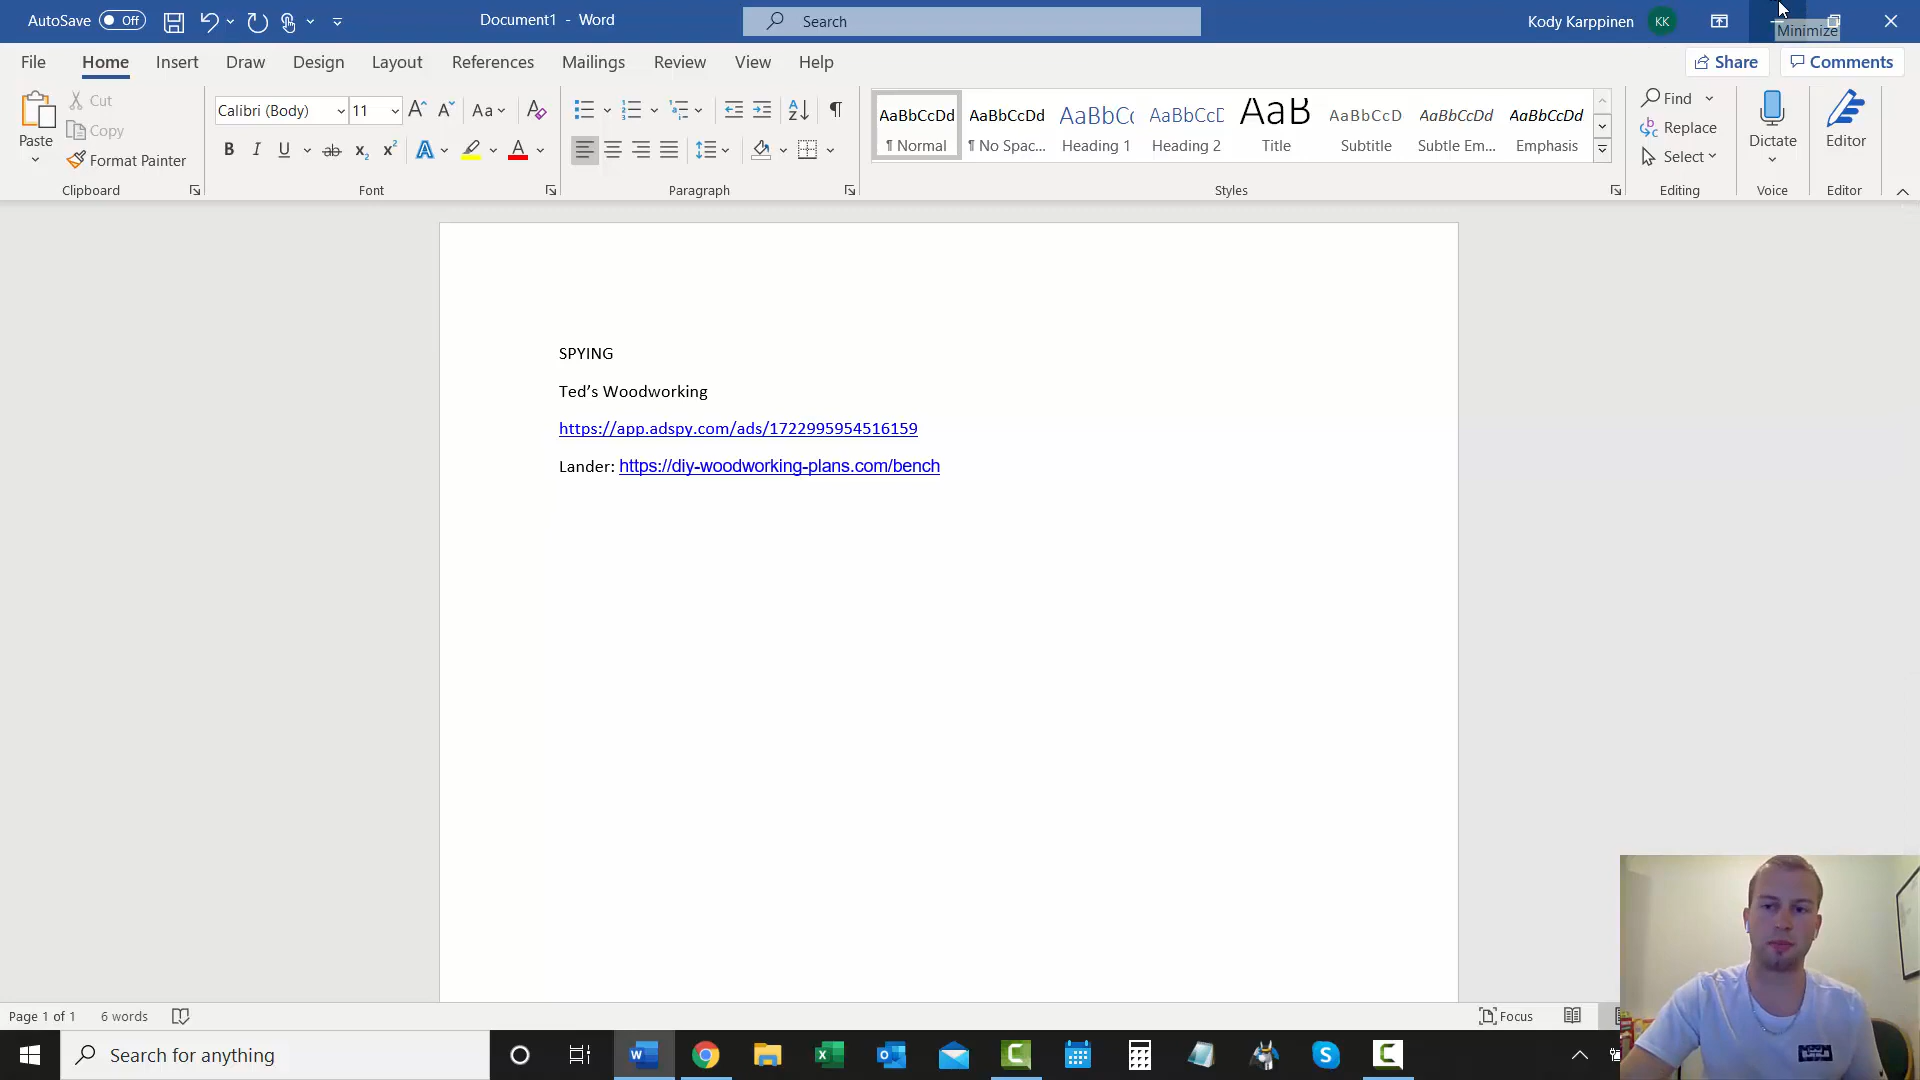 AutoSave Off Document1 - Word Search Kody Karppinen KK
Minimize
File Home Insert Draw Design Layout References Mailings Review View Help Share Comments
Paste Cut Copy Format Painter
Calibri (Body) 11
AaBbCcDd ¶ Normal
AaBbCcDd ¶ No Spac...
AaBbCc Heading 1
AaBbCcD Heading 2
AaB Title
AaBbCcD Subtitle
AaBbCcDd Subtle Em...
AaBbCcDd Emphasis
Find
Replace
Select
Dictate
Editor
Clipboard Font Paragraph Styles Editing Voice Editor
SPYING
Ted’s Woodworking
https://app.adspy.com/ads/1722995954516159
Lander: https://diy-woodworking-plans.com/bench
Page 1 of 1 6 words Focus
Search for anything